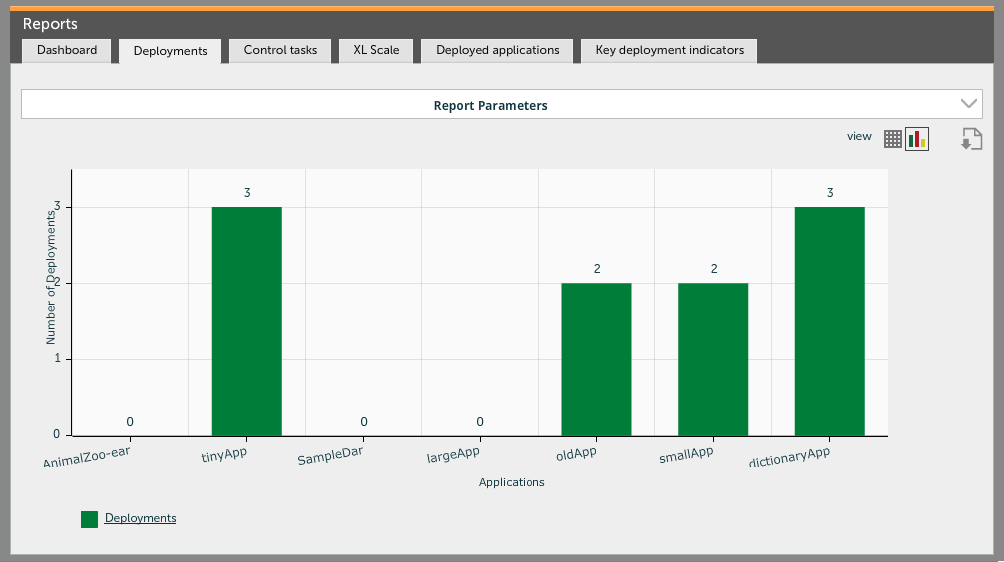 Reports
Dashboard Deployments Control tasks XL Scale Deployed applications Key deployment indicators
Report Parameters
view
Number of Deployments
3
2
1
0
0 3 0 0 2 2 3
AnimalZoo-ear tinyApp SampleDar largeApp oldApp smallApp dictionaryApp
Applications
Deployments